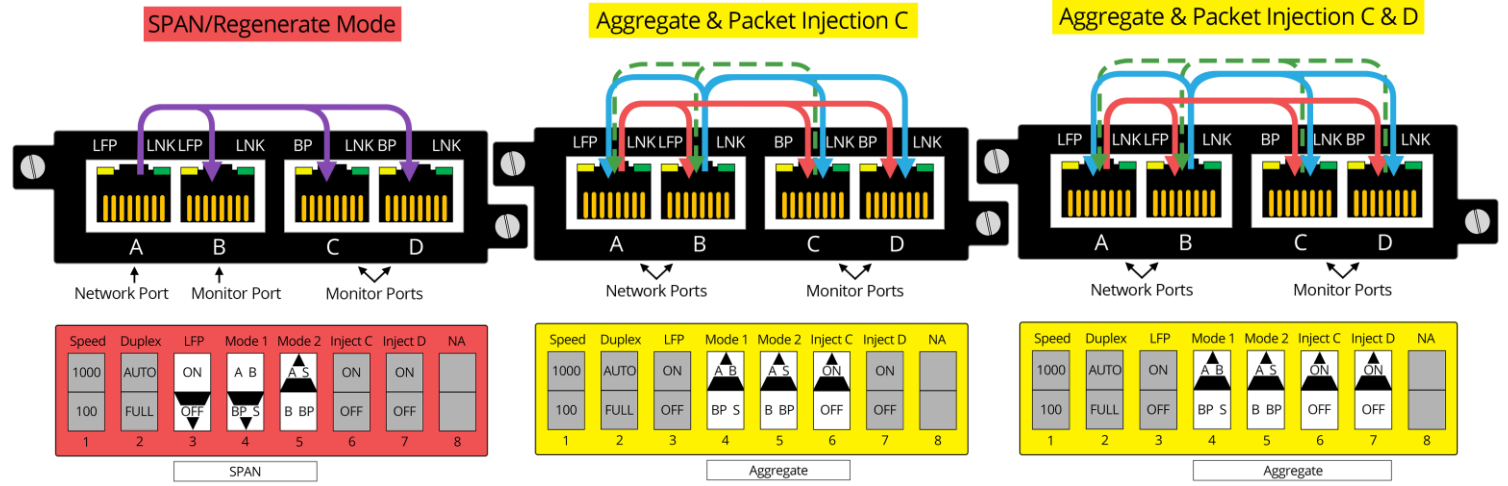 SPAN/Regenerate Mode
LFP LNK LFP LNK BP LNK BP LNK
A B C D
Network Port Monitor Port Monitor Ports
Speed Duplex LFP Mode 1 Mode 2 Inject C Inject D NA
1000 AUTO ON A B A S ON ON
100 FULL OFF BP S B BP OFF OFF
1 2 3 4 5 6 7 8
SPAN
Aggregate & Packet Injection C
LFP LNK LFP LNK BP LNK BP LNK
A B C D
Network Ports Monitor Ports
Speed Duplex LFP Mode 1 Mode 2 Inject C Inject D NA
1000 AUTO ON A B A S ON ON
100 FULL OFF BP S B BP OFF OFF
1 2 3 4 5 6 7 8
Aggregate
Aggregate & Packet Injection C & D
LFP LNK LFP LNK BP LNK BP LNK
A B C D
Network Ports Monitor Ports
Speed Duplex LFP Mode 1 Mode 2 Inject C Inject D NA
1000 AUTO ON A B A S ON ON
100 FULL OFF BP S B BP OFF OFF
1 2 3 4 5 6 7 8
Aggregate